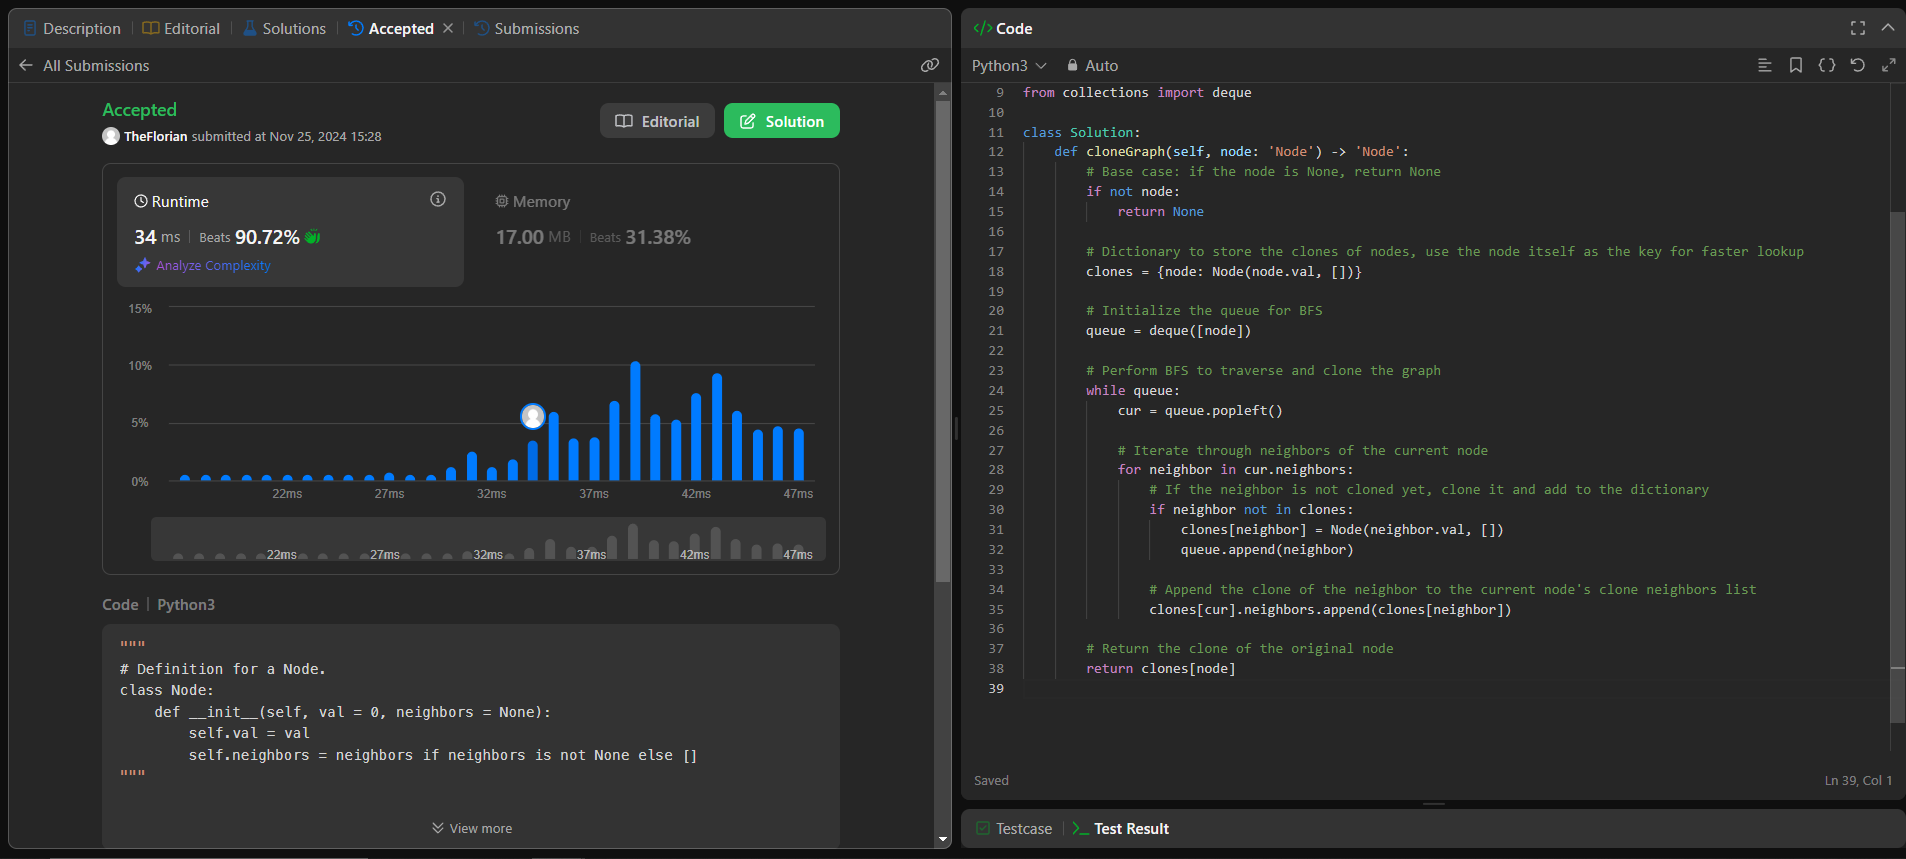 Description | Editorial | Solutions | Accepted | Submissions
All Submissions
Accepted
TheFlorian submitted at Nov 25, 2024 15:28
Editorial
Solution
Runtime
34 ms | Beats 90.72%
Analyze Complexity
Memory
17.00 MB | Beats 31.38%
15%
10%
5%
0%
22ms 27ms 32ms 37ms 42ms 47ms
22ms 27ms 32ms 37ms 42ms 47ms
Code | Python3
"""
# Definition for a Node.
class Node:
    def __init__(self, val = 0, neighbors = None):
        self.val = val
        self.neighbors = neighbors if neighbors is not None else []
"""
View more
</> Code
Python3 Auto
9 from collections import deque
10
11 class Solution:
12     def cloneGraph(self, node: 'Node') -> 'Node':
13         # Base case: if the node is None, return None
14         if not node:
15             return None
16
17         # Dictionary to store the clones of nodes, use the node itself as the key for faster lookup
18         clones = {node: Node(node.val, [])}
19
20         # Initialize the queue for BFS
21         queue = deque([node])
22
23         # Perform BFS to traverse and clone the graph
24         while queue:
25             cur = queue.popleft()
26
27             # Iterate through neighbors of the current node
28             for neighbor in cur.neighbors:
29                 # If the neighbor is not cloned yet, clone it and add to the dictionary
30                 if neighbor not in clones:
31                     clones[neighbor] = Node(neighbor.val, [])
32                     queue.append(neighbor)
33
34                 # Append the clone of the neighbor to the current node's clone neighbors list
35                 clones[cur].neighbors.append(clones[neighbor])
36
37         # Return the clone of the original node
38         return clones[node]
39
Saved
Ln 39, Col 1
Testcase | Test Result